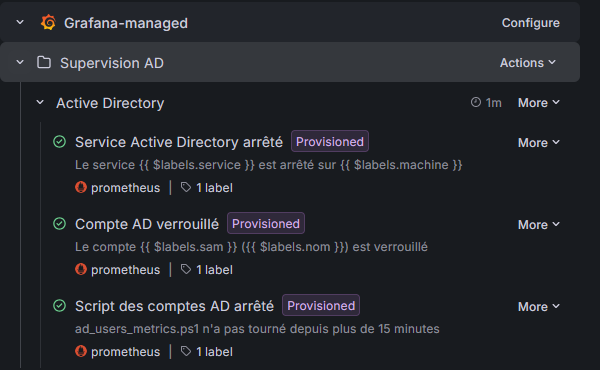 Grafana-managed Configure
Supervision AD Actions
Active Directory 1m More
Service Active Directory arrêté Provisioned More
Le service {{ $labels.service }} est arrêté sur {{ $labels.machine }}
prometheus | 1 label
Compte AD verrouillé Provisioned More
Le compte {{ $labels.sam }} ({{ $labels.nom }}) est verrouillé
prometheus | 1 label
Script des comptes AD arrêté Provisioned More
ad_users_metrics.ps1 n'a pas tourné depuis plus de 15 minutes
prometheus | 1 label